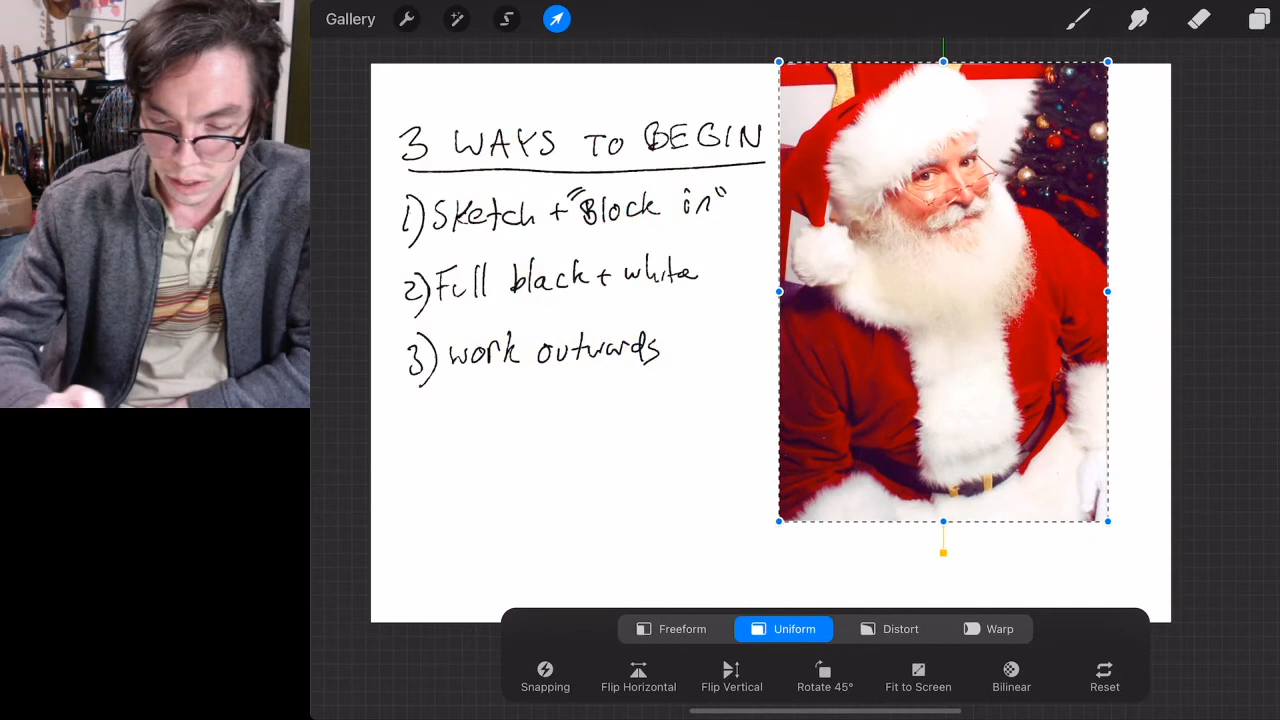 Gallery
3 WAYS TO BEGIN
1) Sketch + "Block in"
2) Full black + white
3) work outwards
Freeform Uniform Distort Warp
Snapping Flip Horizontal Flip Vertical Rotate 45° Fit to Screen Bilinear Reset